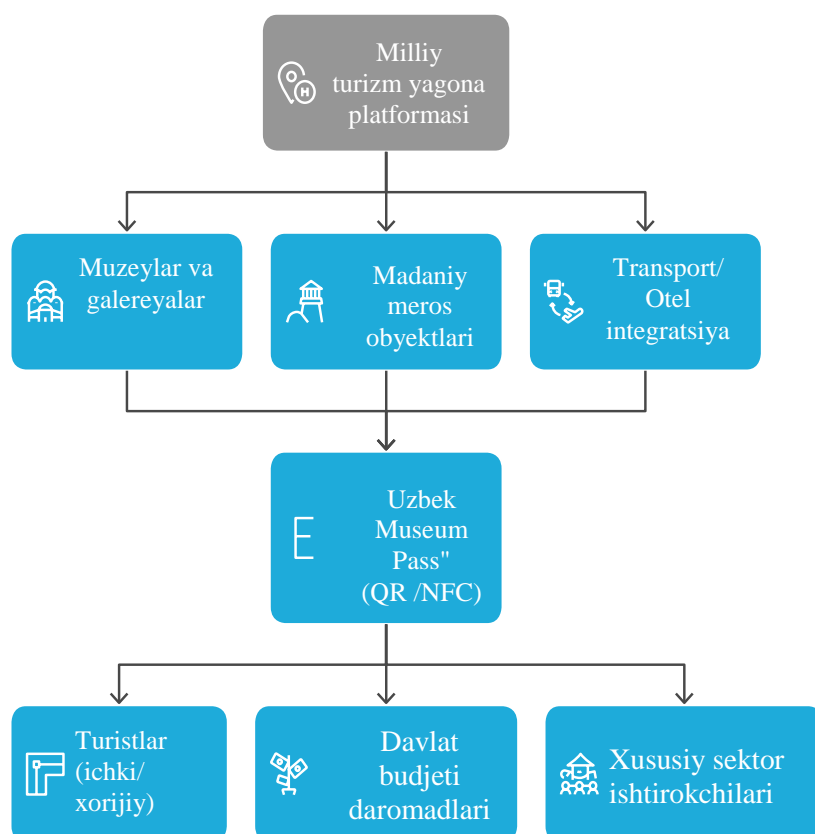 Milliy
turizm yagona
platformasi
Muzeylar va
galereyalar
Madaniy
meros
obyektlari
Transport/
Otel
integratsiya
Uzbek
Museum
Pass"
(QR /NFC)
Turistlar
(ichki/
xorijiy)
Davlat
budjeti
daromadlari
Xususiy sektor
ishtirokchilari